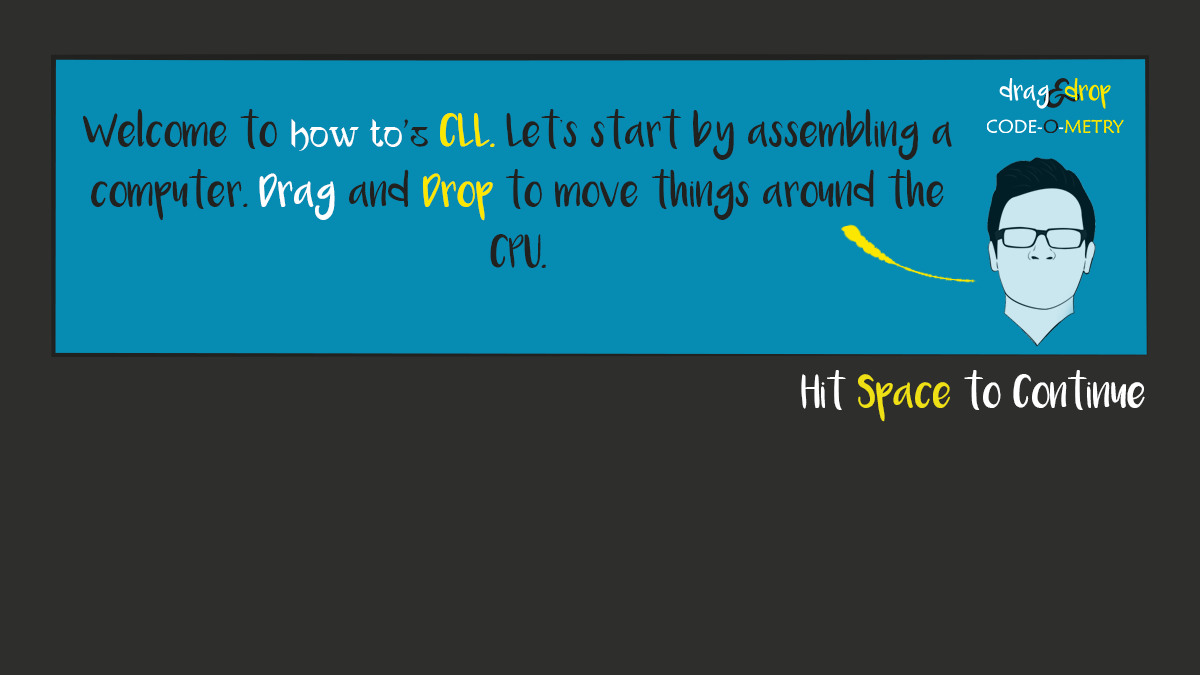 Welcome to how to's CLL. Let's start by assembling a
computer. Drag and Drop to move things around the
CPU.
drag&drop
CODE-O-METRY
Hit Space to Continue